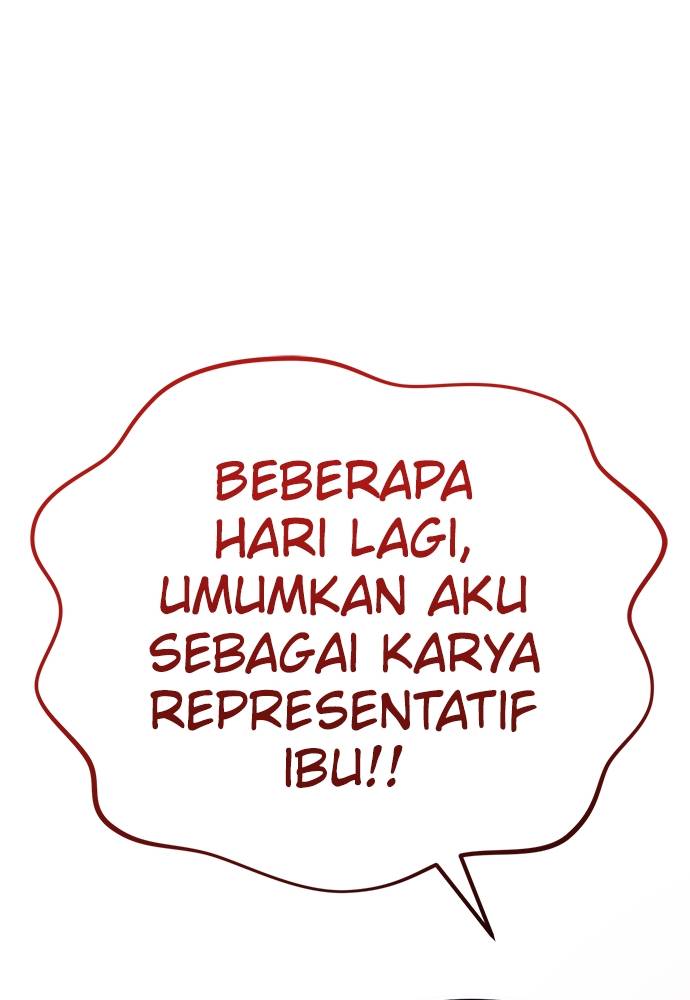 BEBERAPA
HARI LAGI,
UMUMKAN AKU
SEBAGAI KARYA
REPRESENTATIF
IBU!!